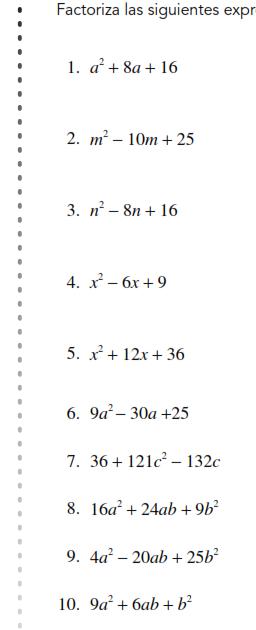 Factoriza las siguientes
1. a² + 8a + 16
2. m² – 10m + 25
3. n² – 8n + 16
4. x² – 6x + 9
5. x² + 12x + 36
6. 9a² – 30a +25
7. 36 + 121c² – 132c
8. 16a² + 24ab + 9b²
9. 4a² – 20ab + 25b²
10. 9a² + 6ab + b²